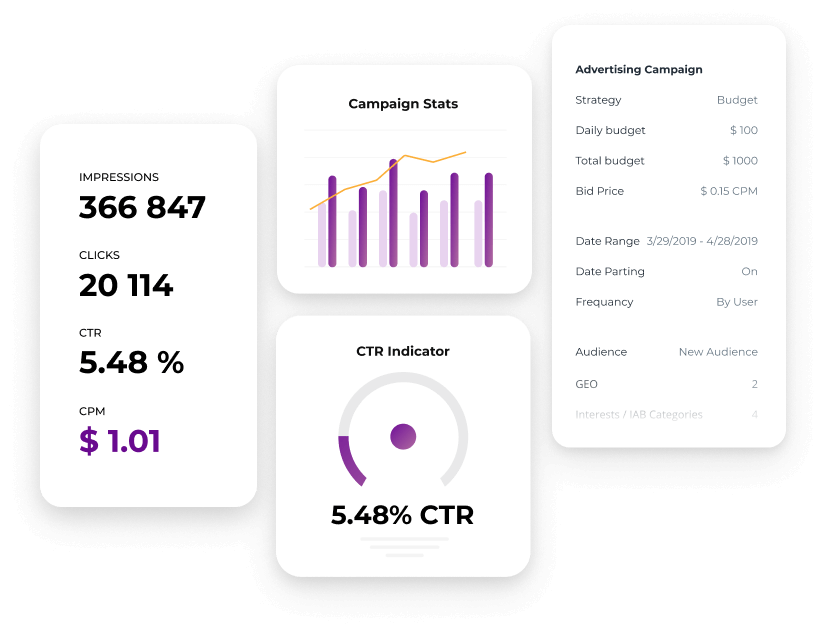 IMPRESSIONS
366 847
CLICKS
20 114
CTR
5.48 %
CPM
$ 1.01
Campaign Stats
CTR Indicator
5.48% CTR
Advertising Campaign
Strategy Budget
Daily budget $ 100
Total budget $ 1000
Bid Price $ 0.15 CPM
Date Range 3/29/2019 - 4/28/2019
Date Parting On
Frequancy By User
Audience New Audience
GEO 2
Interests / IAB Categories 4